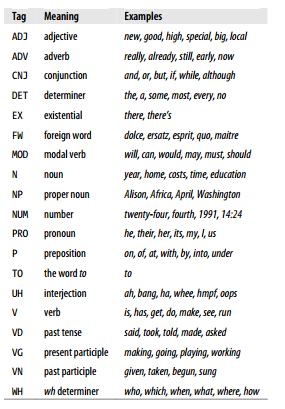 Tag Meaning Examples
ADJ adjective new, good, high, special, big, local
ADV adverb really, already, still, early, now
CNJ conjunction and, or, but, if, while, although
DET determiner the, a, some, most, every, no
EX existential there, there's
FW foreign word dolce, ersatz, esprit, quo, maitre
MOD modal verb will, can, would, may, must, should
N noun year, home, costs, time, education
NP proper noun Alison, Africa, April, Washington
NUM number twenty-four, fourth, 1991, 14:24
PRO pronoun he, their, her, its, my, I, us
P preposition on, of, at, with, by, into, under
TO the word to to
UH interjection ah, bang, ha, whee, hmpf, oops
V verb is, has, get, do, make, see, run
VD past tense said, took, told, made, asked
VG present participle making, going, playing, working
VN past participle given, taken, begun, sung
WH wh determiner who, which, when, what, where, how